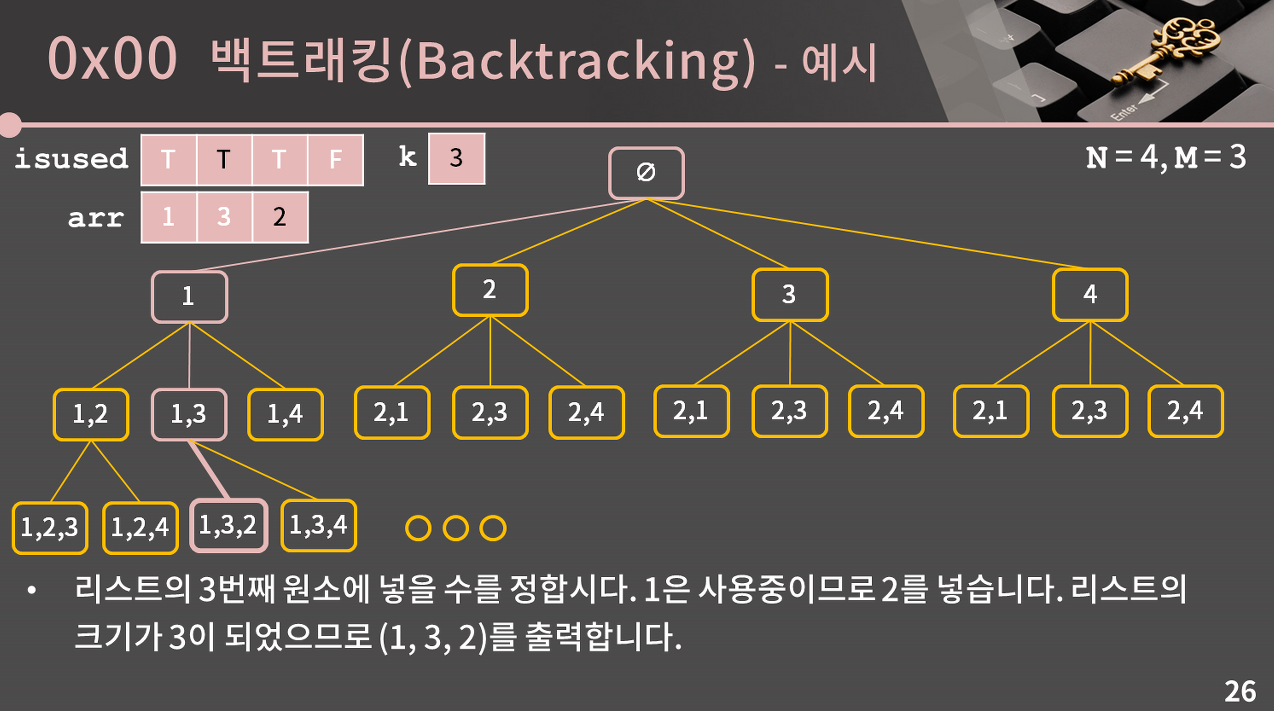 0x00 백트래킹(Backtracking) - 예시
Enter
isused T T T F k 3
N = 4, M = 3
arr 1 3 2
∅
1 2 3 4
1,2 1,3 1,4 2,1 2,3 2,4 2,1 2,3 2,4 2,1 2,3 2,4
1,2,3 1,2,4 1,3,2 1,3,4
• 리스트의 3번째 원소에 넣을 수를 정합시다. 1은 사용중이므로 2를 넣습니다. 리스트의
크기가 3이 되었으므로 (1, 3, 2)를 출력합니다.
26